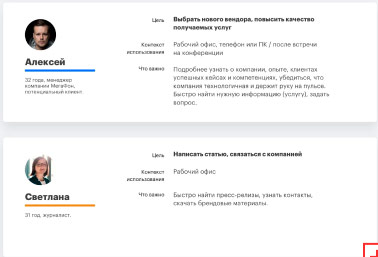 Алексей
32 года, менеджер
компании МегаФон,
потенциальный клиент.
Цель
Выбрать нового вендора, повысить качество
получаемых услуг
Контекст
использования
Рабочий офис, телефон или ПК / после встречи
на конференции
Что важно
Подробнее узнать о компании, опыте, клиентах
успешных кейсах и компетенциях, убедиться, что
компания технологичная и держит руку на пульсе.
Быстро найти нужную информацию (услугу), задать
вопрос.
Светлана
31 год, журналист.
Цель
Написать статью, связаться с компанией
Контекст
использования
Рабочий офис
Что важно
Быстро найти пресс-релизы, узнать контакты,
скачать брендовые материалы.